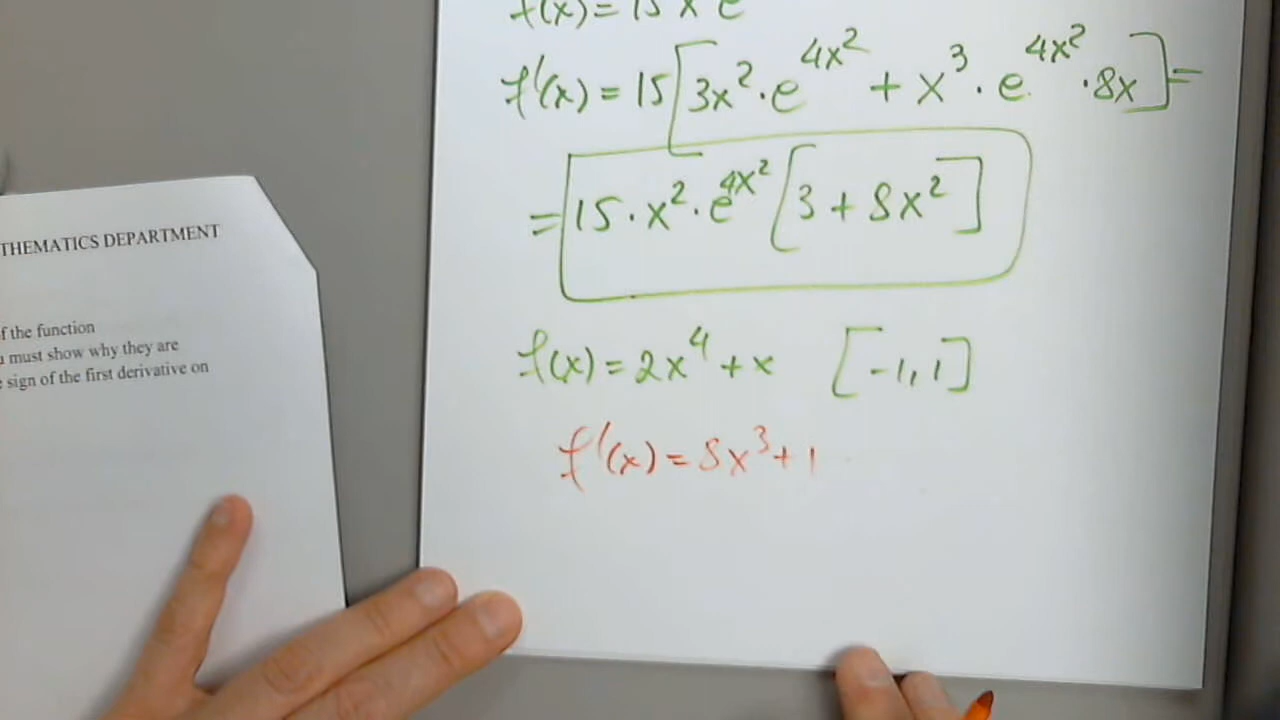 f(x) = 15 x e
f'(x) = 15 [3x² · e^4x² + x³ · e^4x² · 8x] =
= 15 · x² · e^4x² [3 + 8x²]
f(x) = 2x⁴ + x [-1, 1]
f'(x) = 8x³ + 1
THEMATICS DEPARTMENT
f the function
must show why they are
sign of the first derivative on